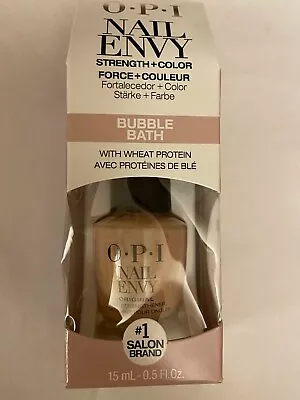 O·P·I
NAIL
ENVY
STRENGTH+COLOR
FORCE+COULEUR
Fortalecedor + Color
Stärke + Farbe
BUBBLE
BATH
WITH WHEAT PROTEIN
AVEC PROTÉINES DE BLÉ
O·P·I
NAIL
ENVY
ORIGINAL
#1
SALON
BRAND
15 mL - 0.5 Fl.Oz.